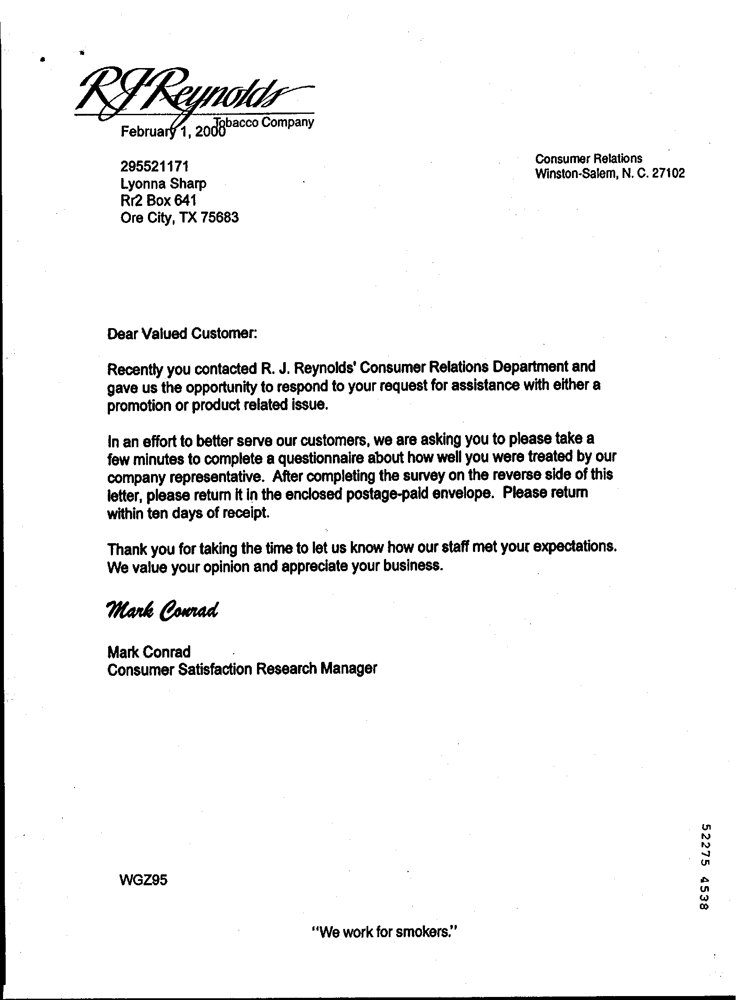 RJReynolds
Tobacco Company
February 1, 2000
Consumer Relations
Winston-Salem, N. C. 27102
295521171
Lyonna Sharp
Rr2 Box 641
Ore City, TX 75683
Dear Valued Customer:
Recently you contacted R. J. Reynolds' Consumer Relations Department and
gave us the opportunity to respond to your request for assistance with either a
promotion or product related issue.
In an effort to better serve our customers, we are asking you to please take a
few minutes to complete a questionnaire about how well you were treated by our
company representative.  After completing the survey on the reverse side of this
letter, please return it in the enclosed postage-paid envelope.  Please return
within ten days of receipt.
Thank you for taking the time to let us know how our staff met your expectations.
We value your opinion and appreciate your business.
Mark Conrad
Mark Conrad
Consumer Satisfaction Research Manager
52275 4538
WGZ95
"We work for smokers."